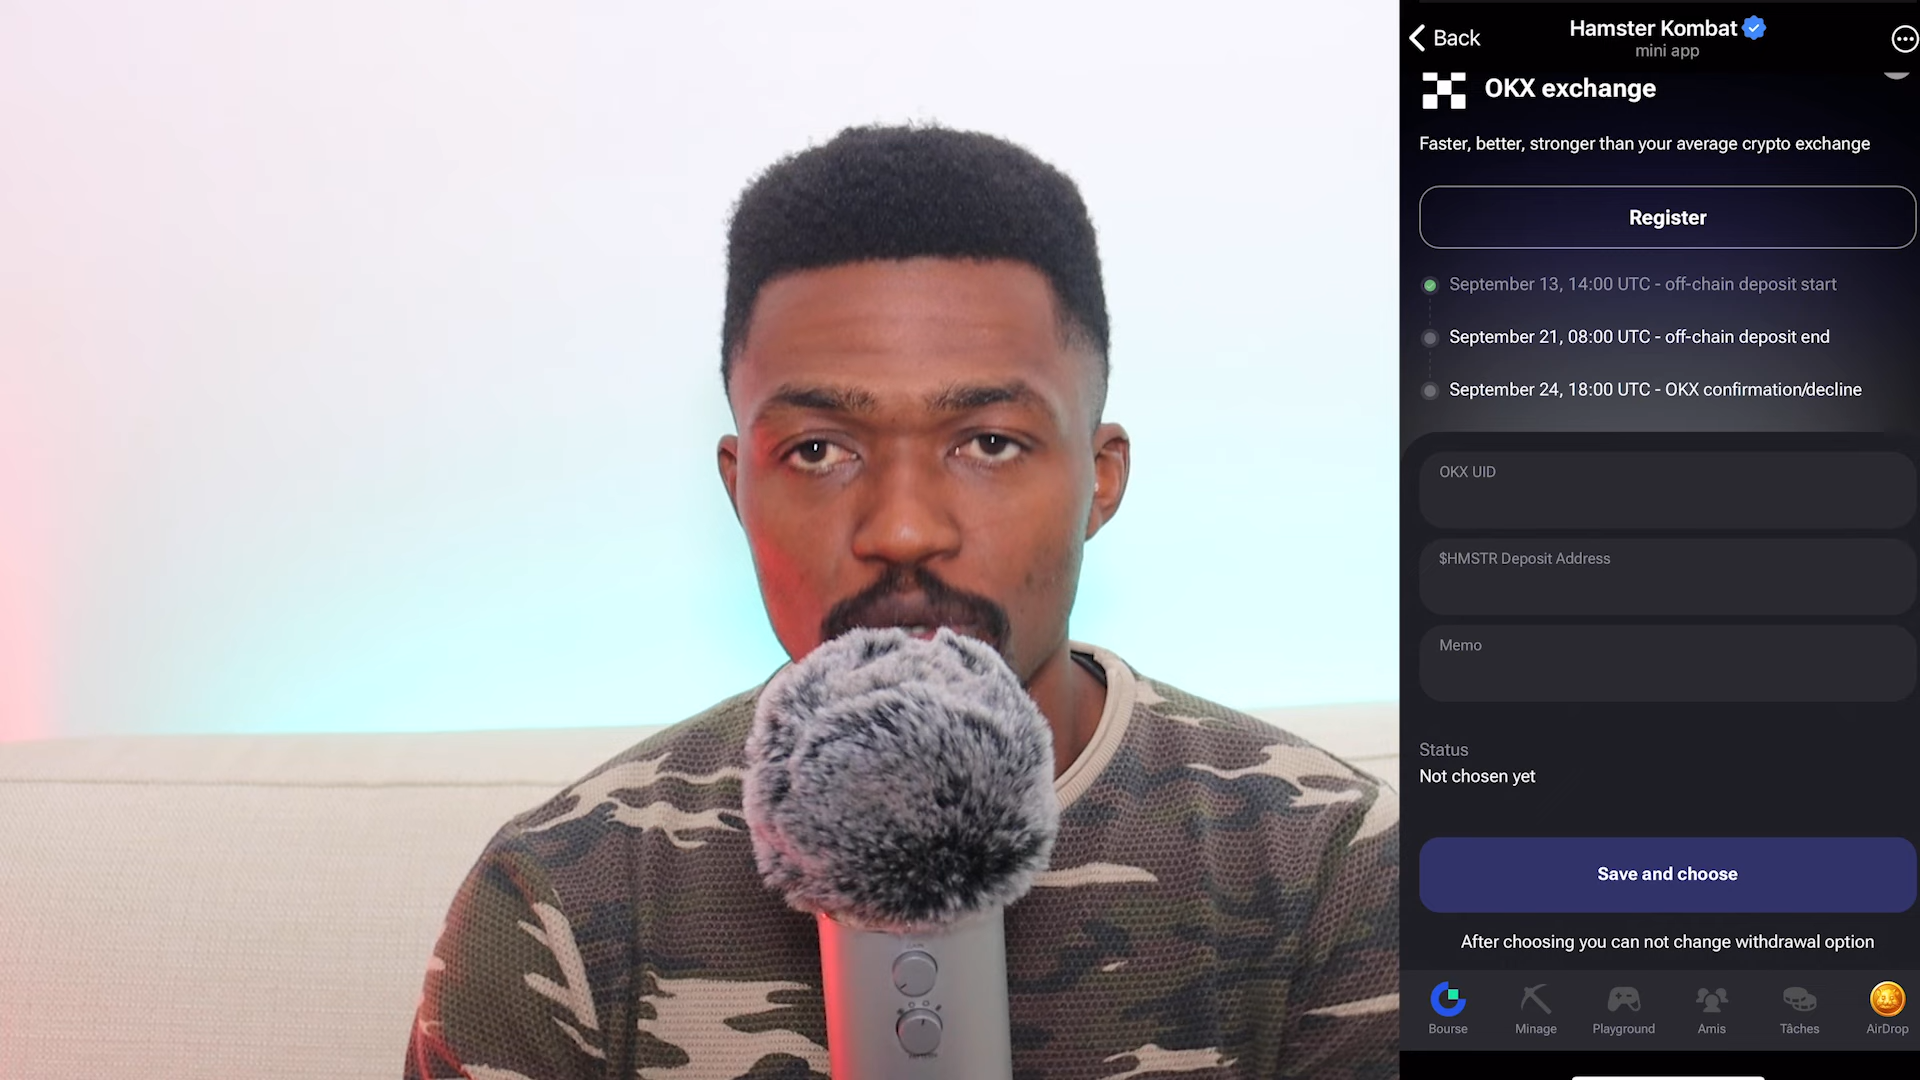 Back
Hamster Kombat
mini app
OKX exchange
Faster, better, stronger than your average crypto exchange
Register
September 13, 14:00 UTC - off-chain deposit start
September 21, 08:00 UTC - off-chain deposit end
September 24, 18:00 UTC - OKX confirmation/decline
OKX UID
$HMSTR Deposit Address
Memo
Status
Not chosen yet
Save and choose
After choosing you can not change withdrawal option
Bourse
Minage
Playground
Amis
Tâches
AirDrop